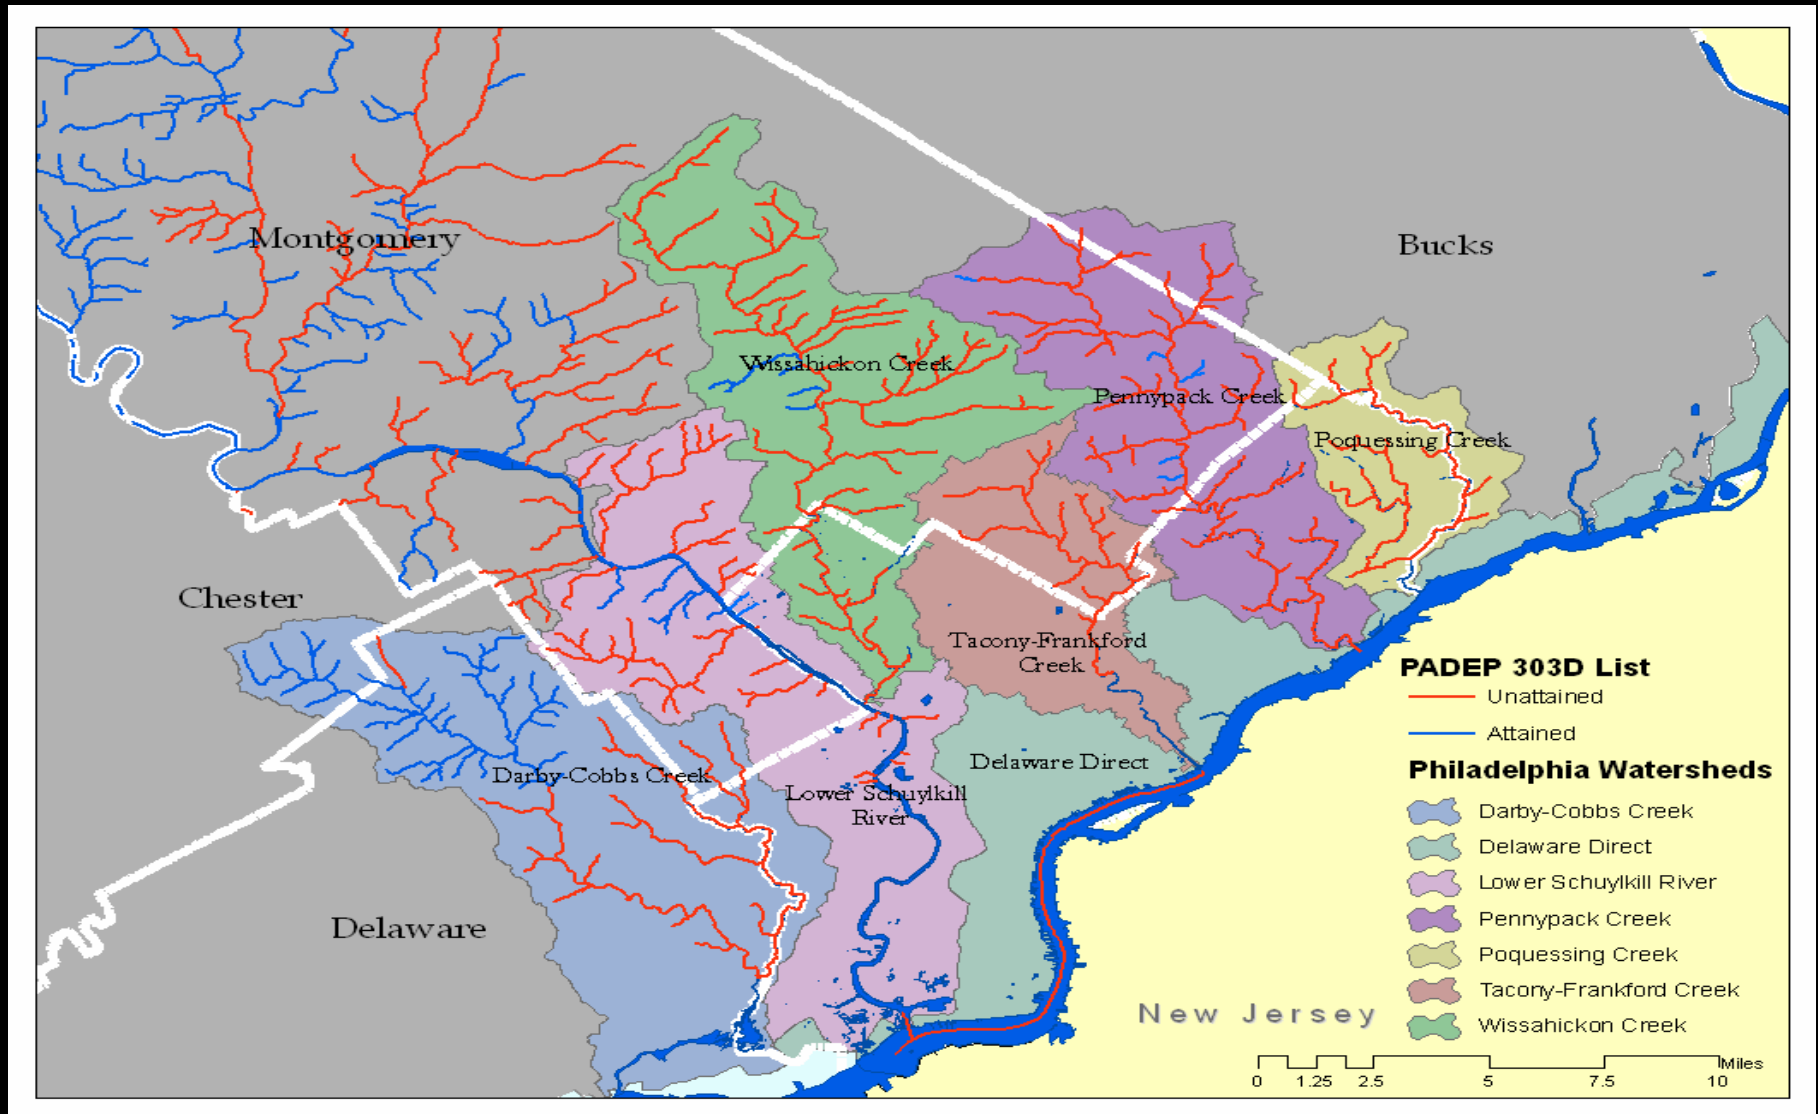 Montgomery
Bucks
Wissahickon Creek
Pennypack Creek
Poquessing Creek
Chester
Tacony-Frankford
Creek
PADEP 303D List
Unattained
Attained
Delaware Direct
Philadelphia Watersheds
Darby-Cobbs Creek
Lower Schuylkill
River
Darby-Cobbs Creek
Delaware Direct
Lower Schuylkill River
Pennypack Creek
Poquessing Creek
Tacony-Frankford Creek
Wissahickon Creek
Delaware
New Jersey
Miles
0 1.25 2.5 5 7.5 10